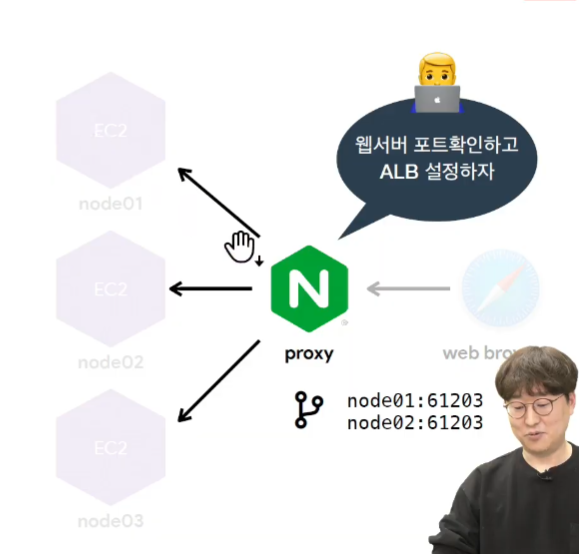 웹서버 포트확인하고
ALB 설정하자
EC2
node01
EC2
node02
N
proxy
web brow
node01:61203
node02:61203
EC2
node03